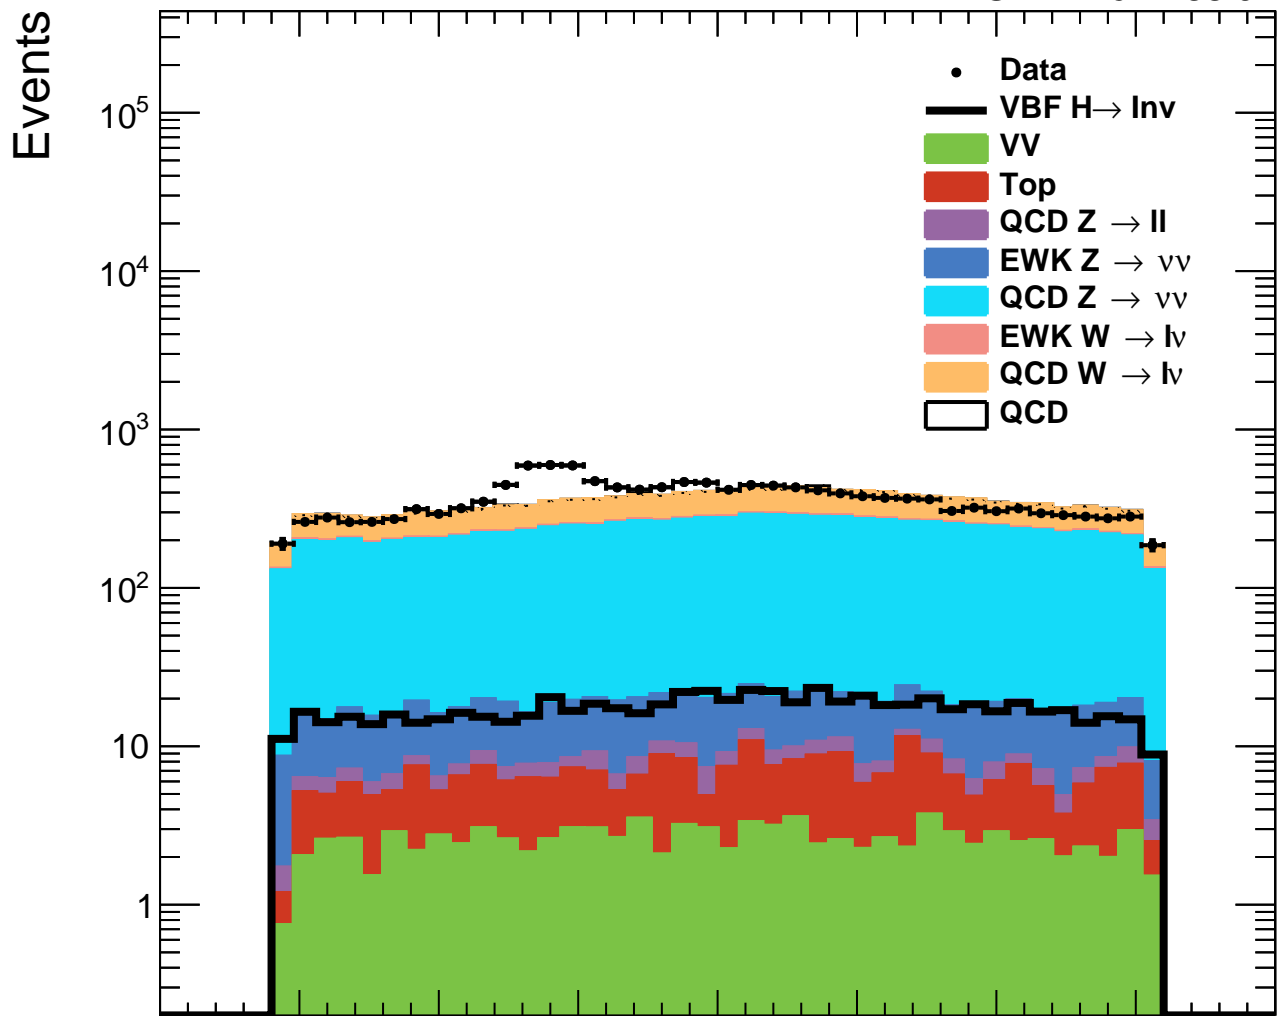 Events
10^5
10^4
10^3
10^2
10
1
Data
VBF H→ Inv
VV
Top
QCD Z → ll
EWK Z → νν
QCD Z → νν
EWK W → lν
QCD W → lν
QCD